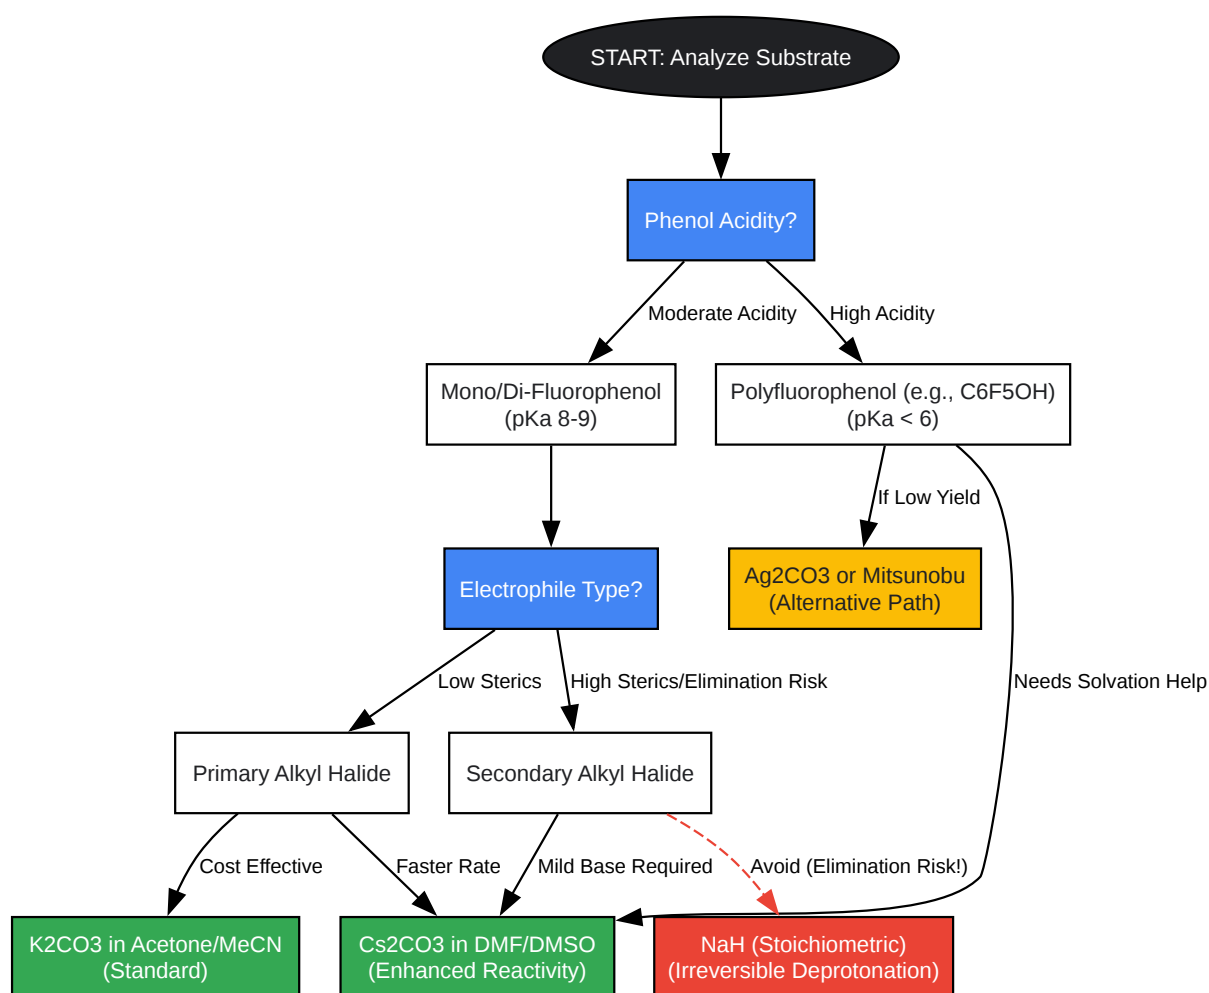 START: Analyze Substrate
Phenol Acidity?
Moderate Acidity
High Acidity
Mono/Di-Fluorophenol
(pKa 8-9)
Polyfluorophenol (e.g., C6F5OH)
(pKa < 6)
If Low Yield
Electrophile Type?
Ag2CO3 or Mitsunobu
(Alternative Path)
Low Sterics
High Sterics/Elimination Risk
Needs Solvation Help
Primary Alkyl Halide
Secondary Alkyl Halide
Cost Effective
Faster Rate
Mild Base Required
Avoid (Elimination Risk!)
K2CO3 in Acetone/MeCN
(Standard)
Cs2CO3 in DMF/DMSO
(Enhanced Reactivity)
NaH (Stoichiometric)
(Irreversible Deprotonation)